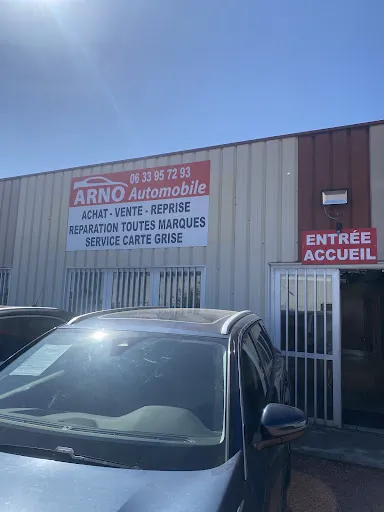 06 33 95 72 93
ARNO Automobile
ACHAT - VENTE - REPRISE
REPARATION TOUTES MARQUES
SERVICE CARTE GRISE
ENTRÉE
ACCUEIL